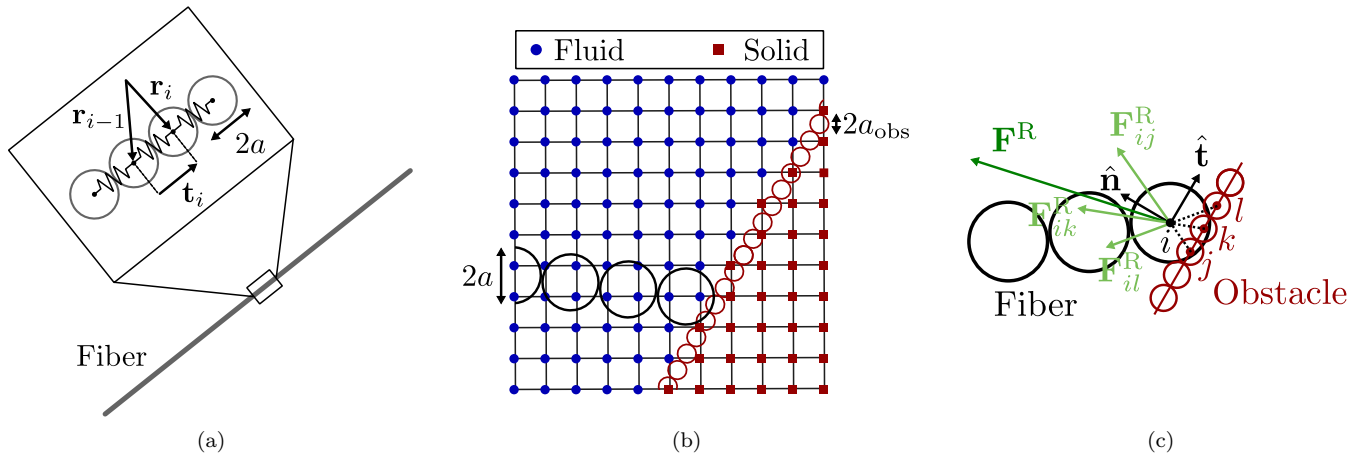 r_i
r_{i−1}
2a
t_i
Fiber
(a)
Fluid Solid
2a_obs
2a
(b)
F^R
F^R_{ij}
t̂
n̂
F^R_{ik}
i
l
k
j
F^R_{il}
Fiber
Obstacle
(c)